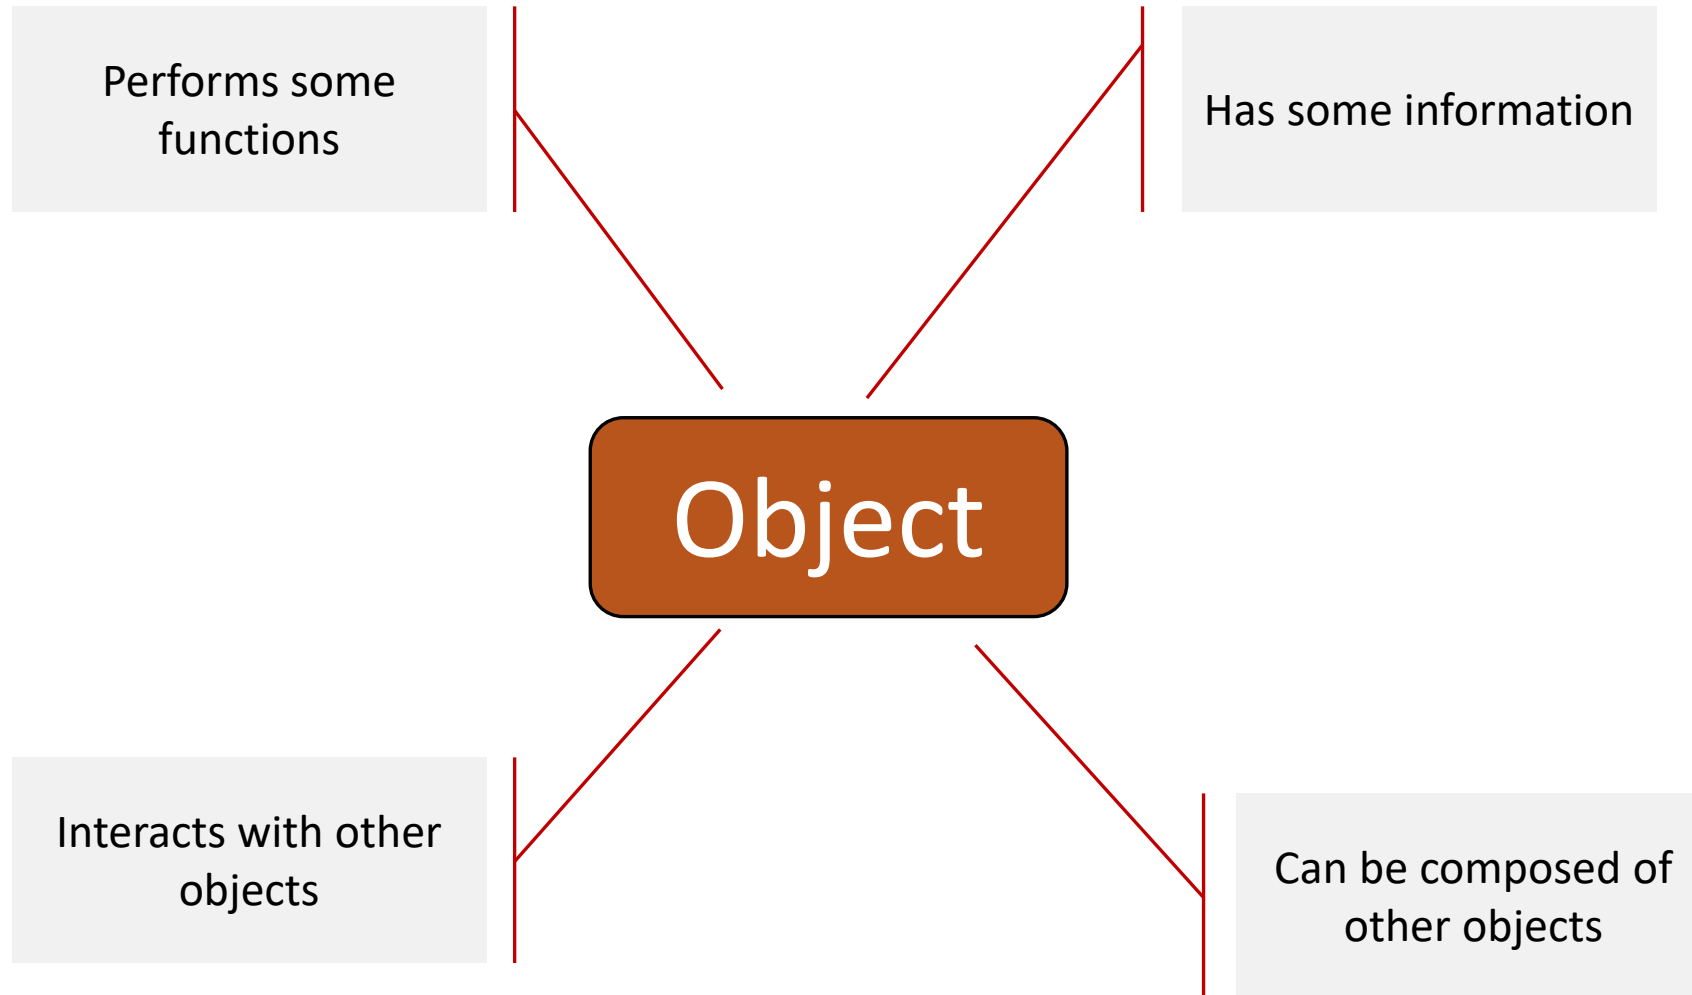 Performs some
functions
Has some information
Object
Interacts with other
objects
Can be composed of
other objects